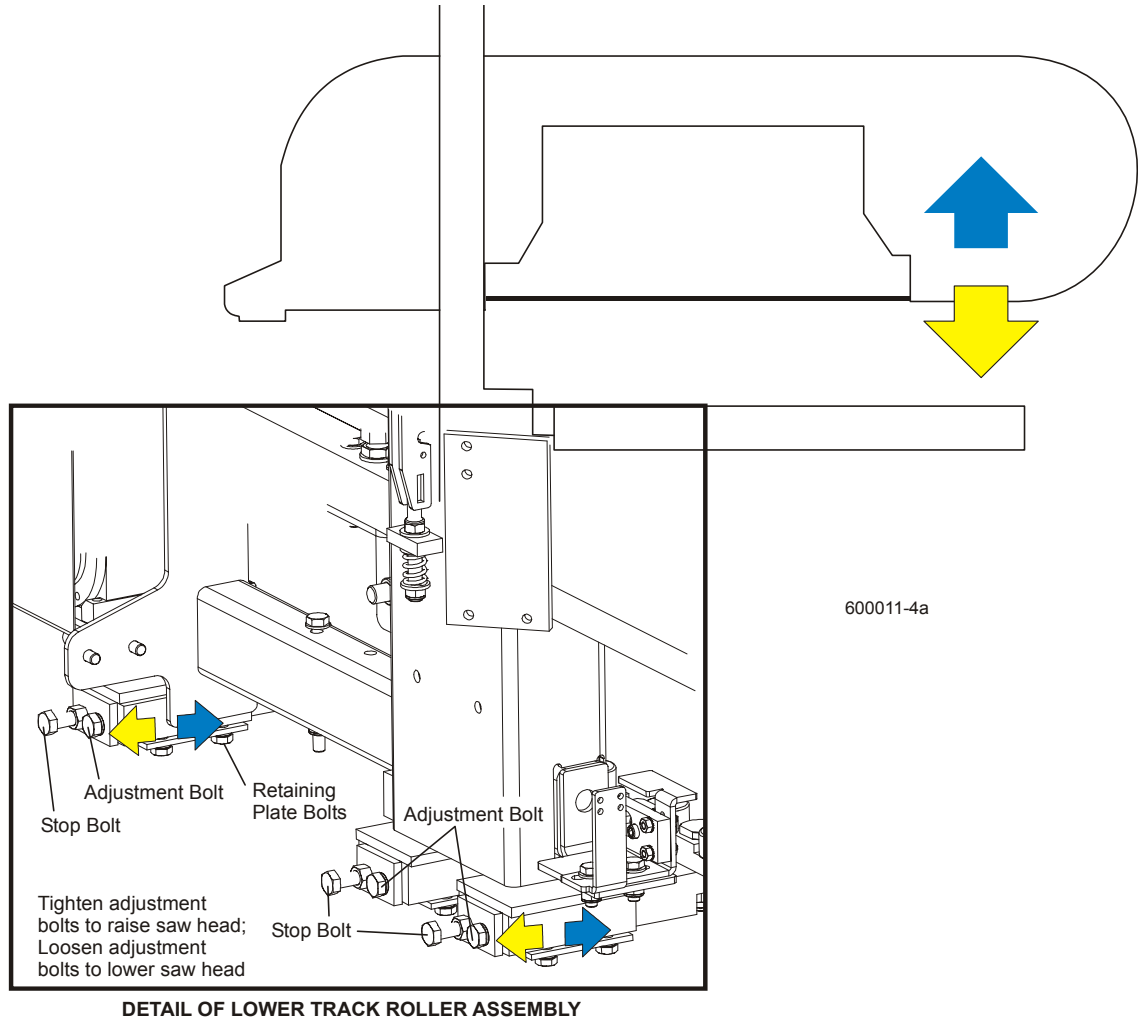 600011-4a
Adjustment Bolt
Retaining
Plate Bolts
Stop Bolt
Adjustment Bolt
Stop Bolt
Tighten adjustment
bolts to raise saw head;
Loosen adjustment
bolts to lower saw head
DETAIL OF LOWER TRACK ROLLER ASSEMBLY